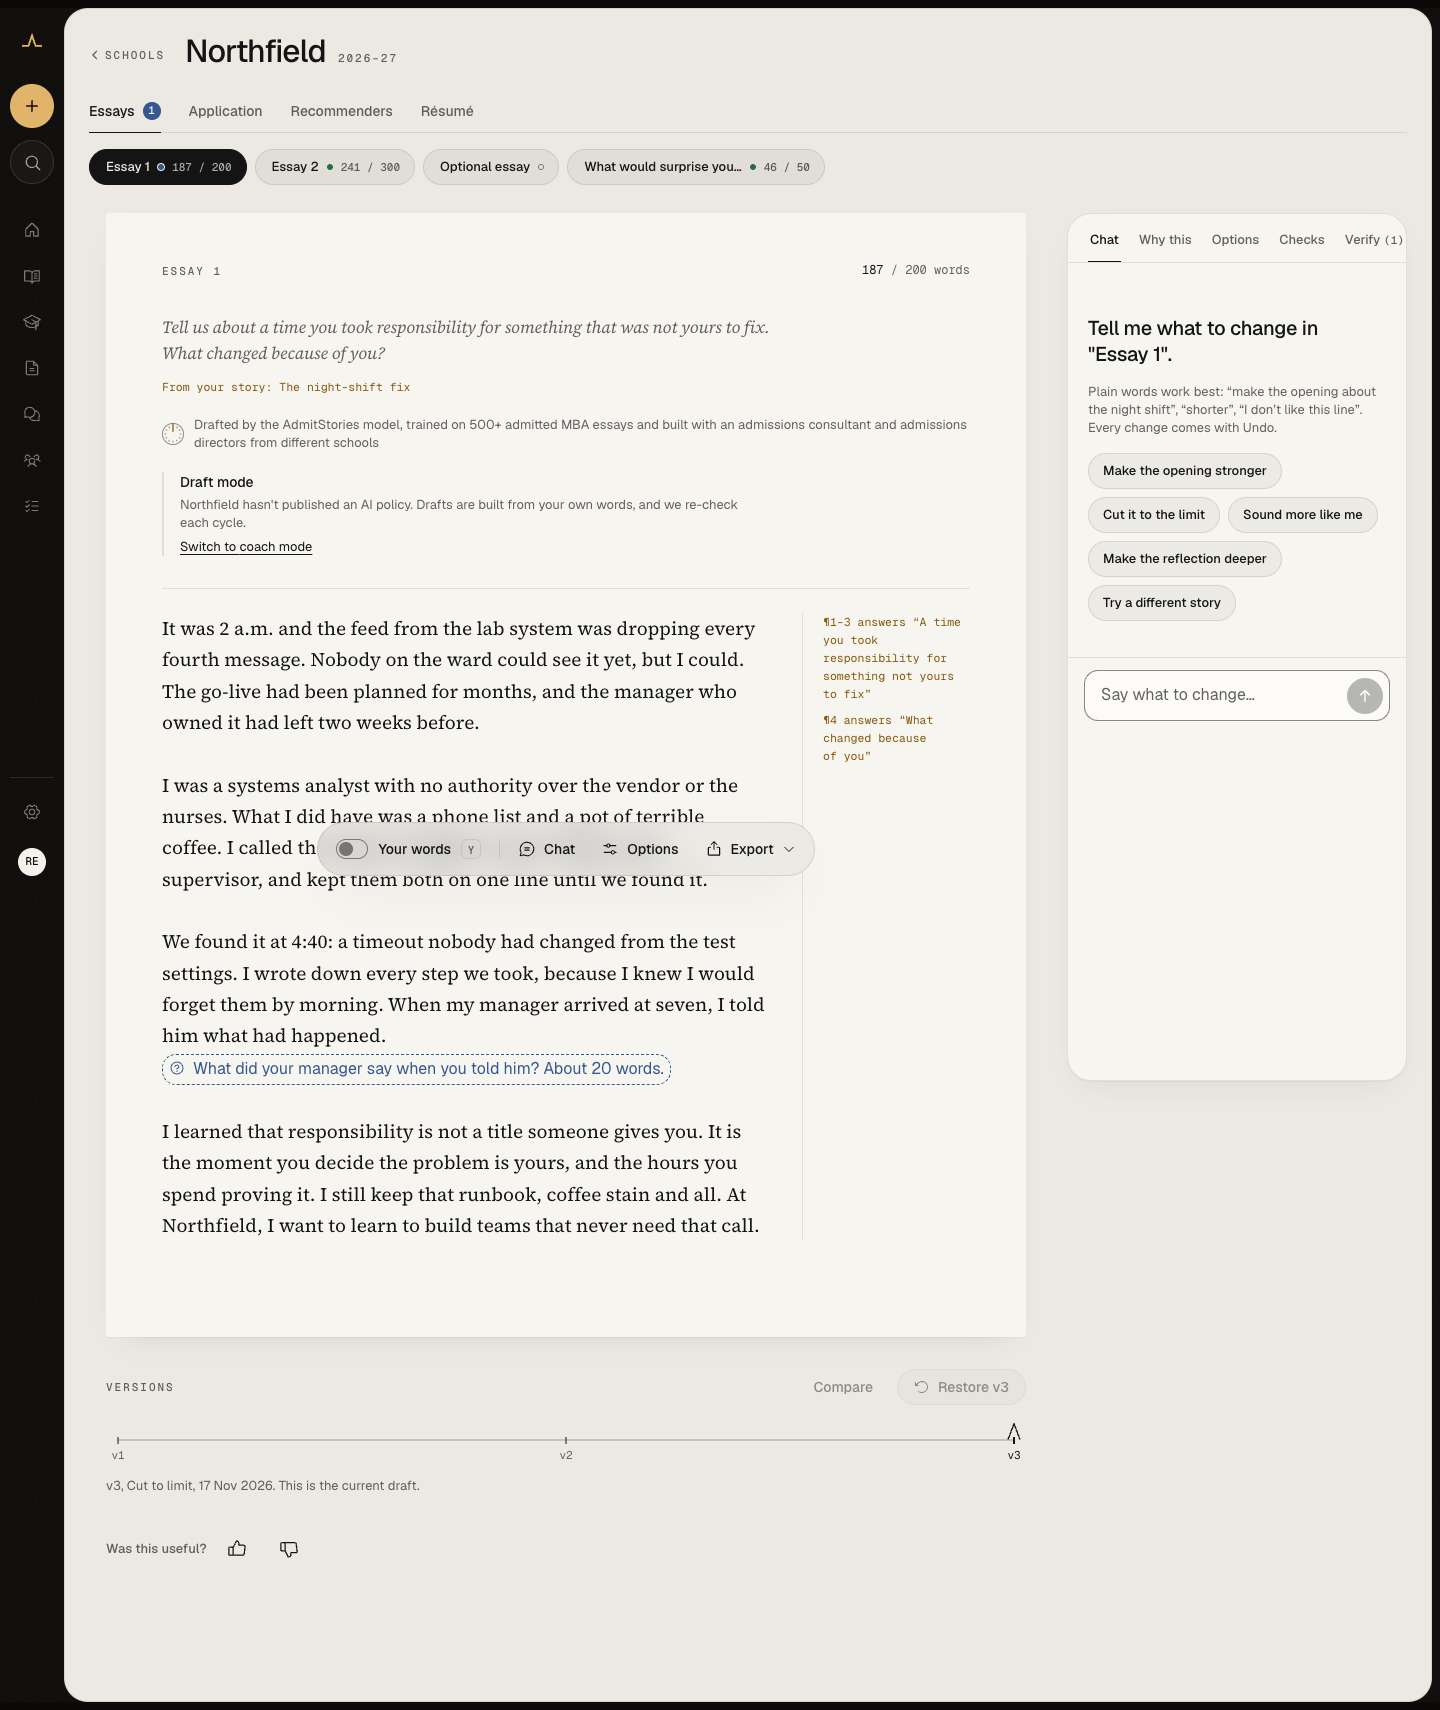 SCHOOLS
Northfield 2026-27
Essays 1 Application Recommenders Résumé
Essay 1 187 / 200 Essay 2 241 / 300 Optional essay What would surprise you… 46 / 50
ESSAY 1
187 / 200 words
Tell us about a time you took responsibility for something that was not yours to fix.
What changed because of you?
From your story: The night-shift fix
Drafted by the AdmitStories model, trained on 500+ admitted MBA essays and built with an admissions consultant and admissions
directors from different schools
Draft mode
Northfield hasn't published an AI policy. Drafts are built from your own words, and we re-check
each cycle.
Switch to coach mode
It was 2 a.m. and the feed from the lab system was dropping every
fourth message. Nobody on the ward could see it yet, but I could.
The go-live had been planned for months, and the manager who
owned it had left two weeks before.
I was a systems analyst with no authority over the vendor or the
nurses. What I did have was a phone list and a pot of terrible
coffee. I called th
supervisor, and kept them both on one line until we found it.
Your words Y Chat Options Export
We found it at 4:40: a timeout nobody had changed from the test
settings. I wrote down every step we took, because I knew I would
forget them by morning. When my manager arrived at seven, I told
him what had happened.
What did your manager say when you told him? About 20 words.
I learned that responsibility is not a title someone gives you. It is
the moment you decide the problem is yours, and the hours you
spend proving it. I still keep that runbook, coffee stain and all. At
Northfield, I want to learn to build teams that never need that call.
¶1–3 answers “A time
you took
responsibility for
something not yours
to fix”
¶4 answers “What
changed because
of you”
Chat Why this Options Checks Verify (1)
Tell me what to change in
"Essay 1".
Plain words work best: “make the opening about
the night shift”, “shorter”, “I don’t like this line”.
Every change comes with Undo.
Make the opening stronger
Cut it to the limit Sound more like me
Make the reflection deeper
Try a different story
Say what to change…
RE
VERSIONS
Compare Restore v3
v1 v2 v3
v3, Cut to limit, 17 Nov 2026. This is the current draft.
Was this useful?